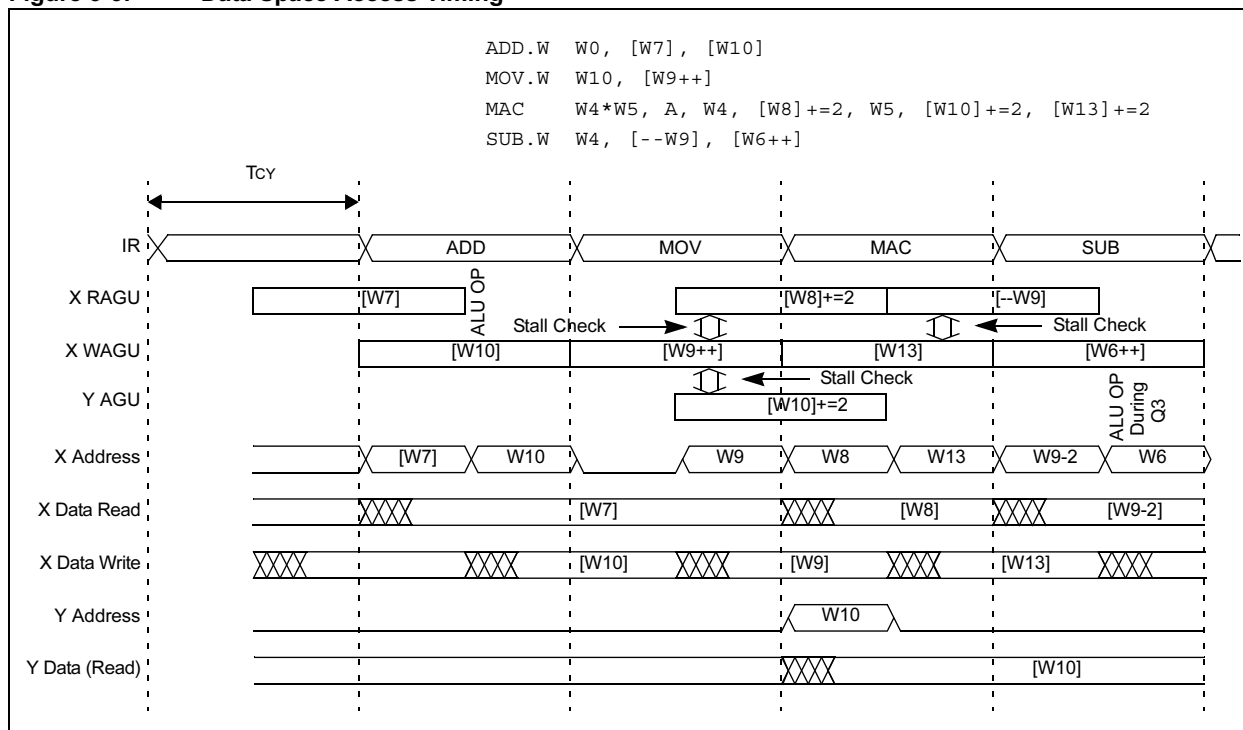 Figure 3-3: Data Space Access Timing
ADD.W W0, [W7], [W10]
MOV.W W10, [W9++]
MAC W4*W5, A, W4, [W8]+=2, W5, [W10]+=2, [W13]+=2
SUB.W W4, [--W9], [W6++]
TCY
IR ADD MOV MAC SUB
X RAGU [W7] ALU OP [W8]+=2 [--W9]
Stall Check Stall Check
X WAGU [W10] [W9++] [W13] [W6++]
Stall Check
Y AGU [W10]+=2 ALU OP During Q3
X Address [W7] W10 W9 W8 W13 W9-2 W6
X Data Read [W7] [W8] [W9-2]
X Data Write [W10] [W9] [W13]
Y Address W10
Y Data (Read) [W10]